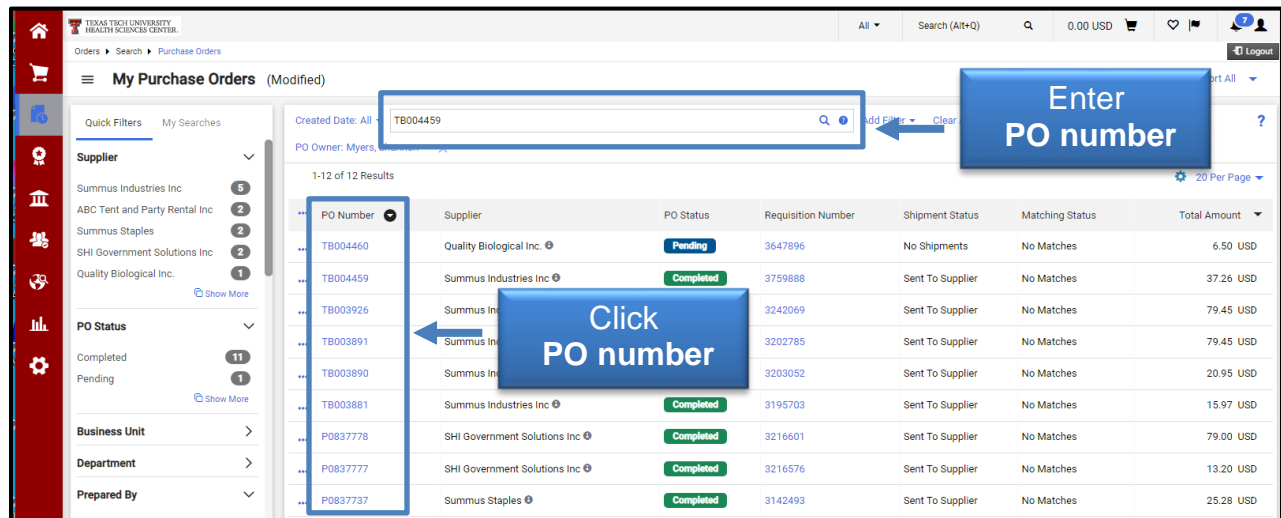 TEXAS TECH UNIVERSITY
HEALTH SCIENCES CENTER.
All Search (Alt+Q) 0.00 USD 7
Orders Search Purchase Orders
Logout
My Purchase Orders (Modified)
ort All
Enter
PO number
Quick Filters My Searches
Created Date: All TB004459 Add Filter Clear
?
PO Owner: Myers,
1-12 of 12 Results
20 Per Page
Supplier
Summus Industries Inc 5
ABC Tent and Party Rental Inc 2
Summus Staples 2
SHI Government Solutions Inc 2
Quality Biological Inc. 1
Show More
PO Status
Completed 11
Pending 1
Show More
Business Unit
Department
Prepared By
... PO Number Supplier PO Status Requisition Number Shipment Status Matching Status Total Amount
... TB004460 Quality Biological Inc. Pending 3647896 No Shipments No Matches 6.50 USD
... TB004459 Summus Industries Inc Completed 3759888 Sent To Supplier No Matches 37.26 USD
... TB003926 Summus 3242069 Sent To Supplier No Matches 79.45 USD
... TB003891 Summus 3202785 Sent To Supplier No Matches 79.45 USD
... TB003890 Summus 3203052 Sent To Supplier No Matches 20.95 USD
... TB003881 Summus Industries Inc Completed 3195703 Sent To Supplier No Matches 15.97 USD
... P0837778 SHI Government Solutions Inc Completed 3216601 Sent To Supplier No Matches 79.00 USD
... P0837777 SHI Government Solutions Inc Completed 3216576 Sent To Supplier No Matches 13.20 USD
... P0837737 Summus Staples Completed 3142493 Sent To Supplier No Matches 25.28 USD
Click
PO number